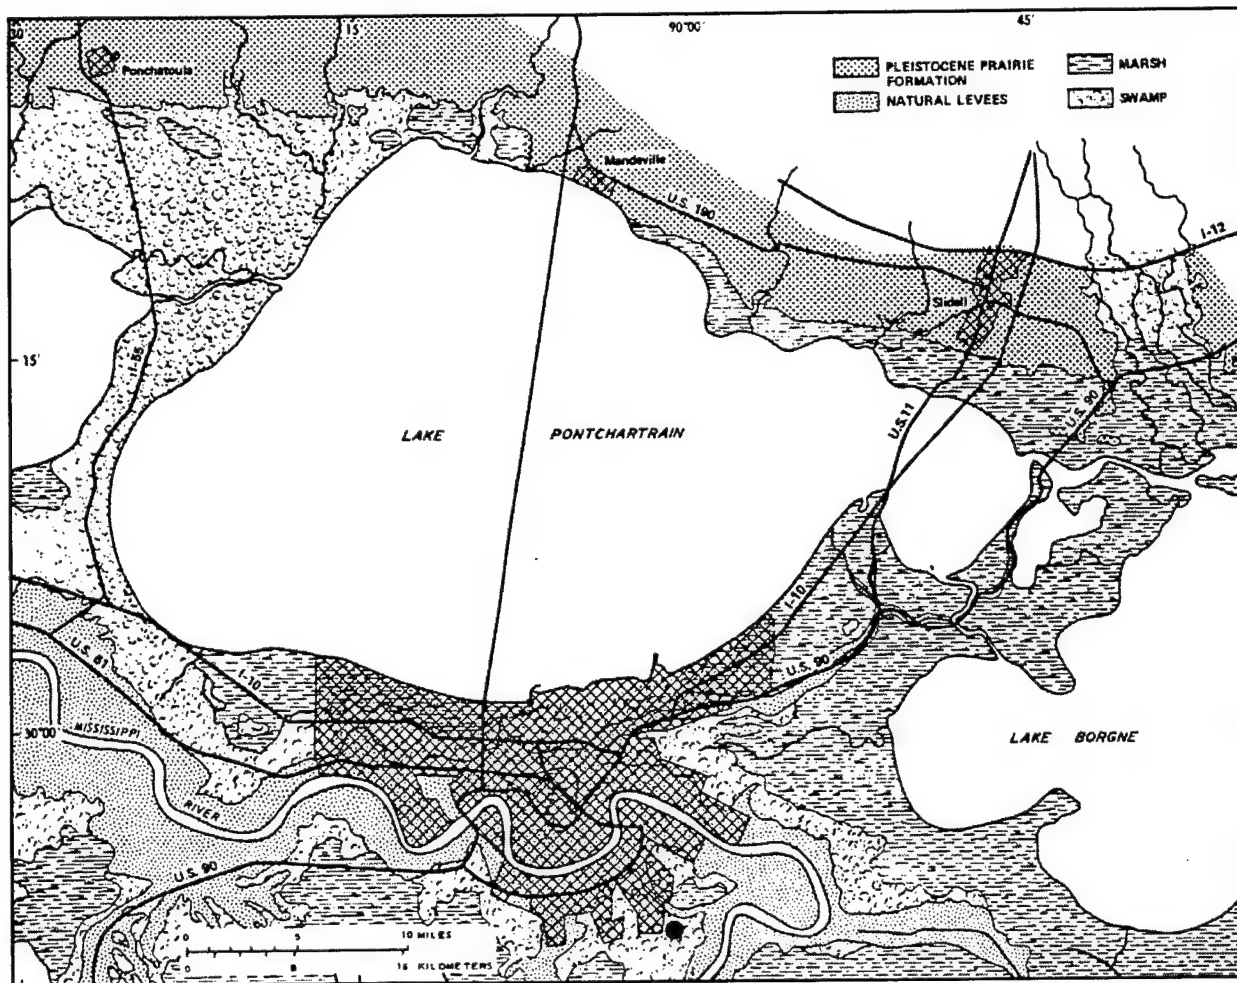 30'
15'
90°00'
45'
Ponchatoula
PLEISTOCENE PRAIRIE
FORMATION
MARSH
NATURAL LEVEES
SWAMP
Mandeville
U.S. 190
I-12
Slidell
15'
I-55
U.S. 11
U.S. 90
LAKE PONTCHARTRAIN
I-10
U.S. 61
I-10
U.S. 90
30°00'
MISSISSIPPI
RIVER
LAKE BORGNE
U.S. 90
0 5 10 MILES
0 8 16 KILOMETERS